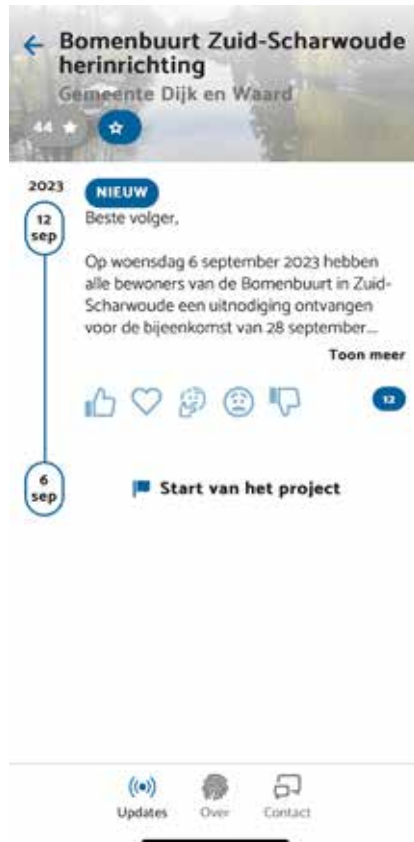 Bomenbuurt Zuid-Scharwoude
herinrichting
Gemeente Dijk en Waard
44
2023
NIEUW
12
sep
Beste volger,
Op woensdag 6 september 2023 hebben
alle bewoners van de Bomenbuurt in Zuid-
Scharwoude een uitnodiging ontvangen
voor de bijeenkomst van 28 september...
Toon meer
12
6
sep
Start van het project
Updates
Over
Contact